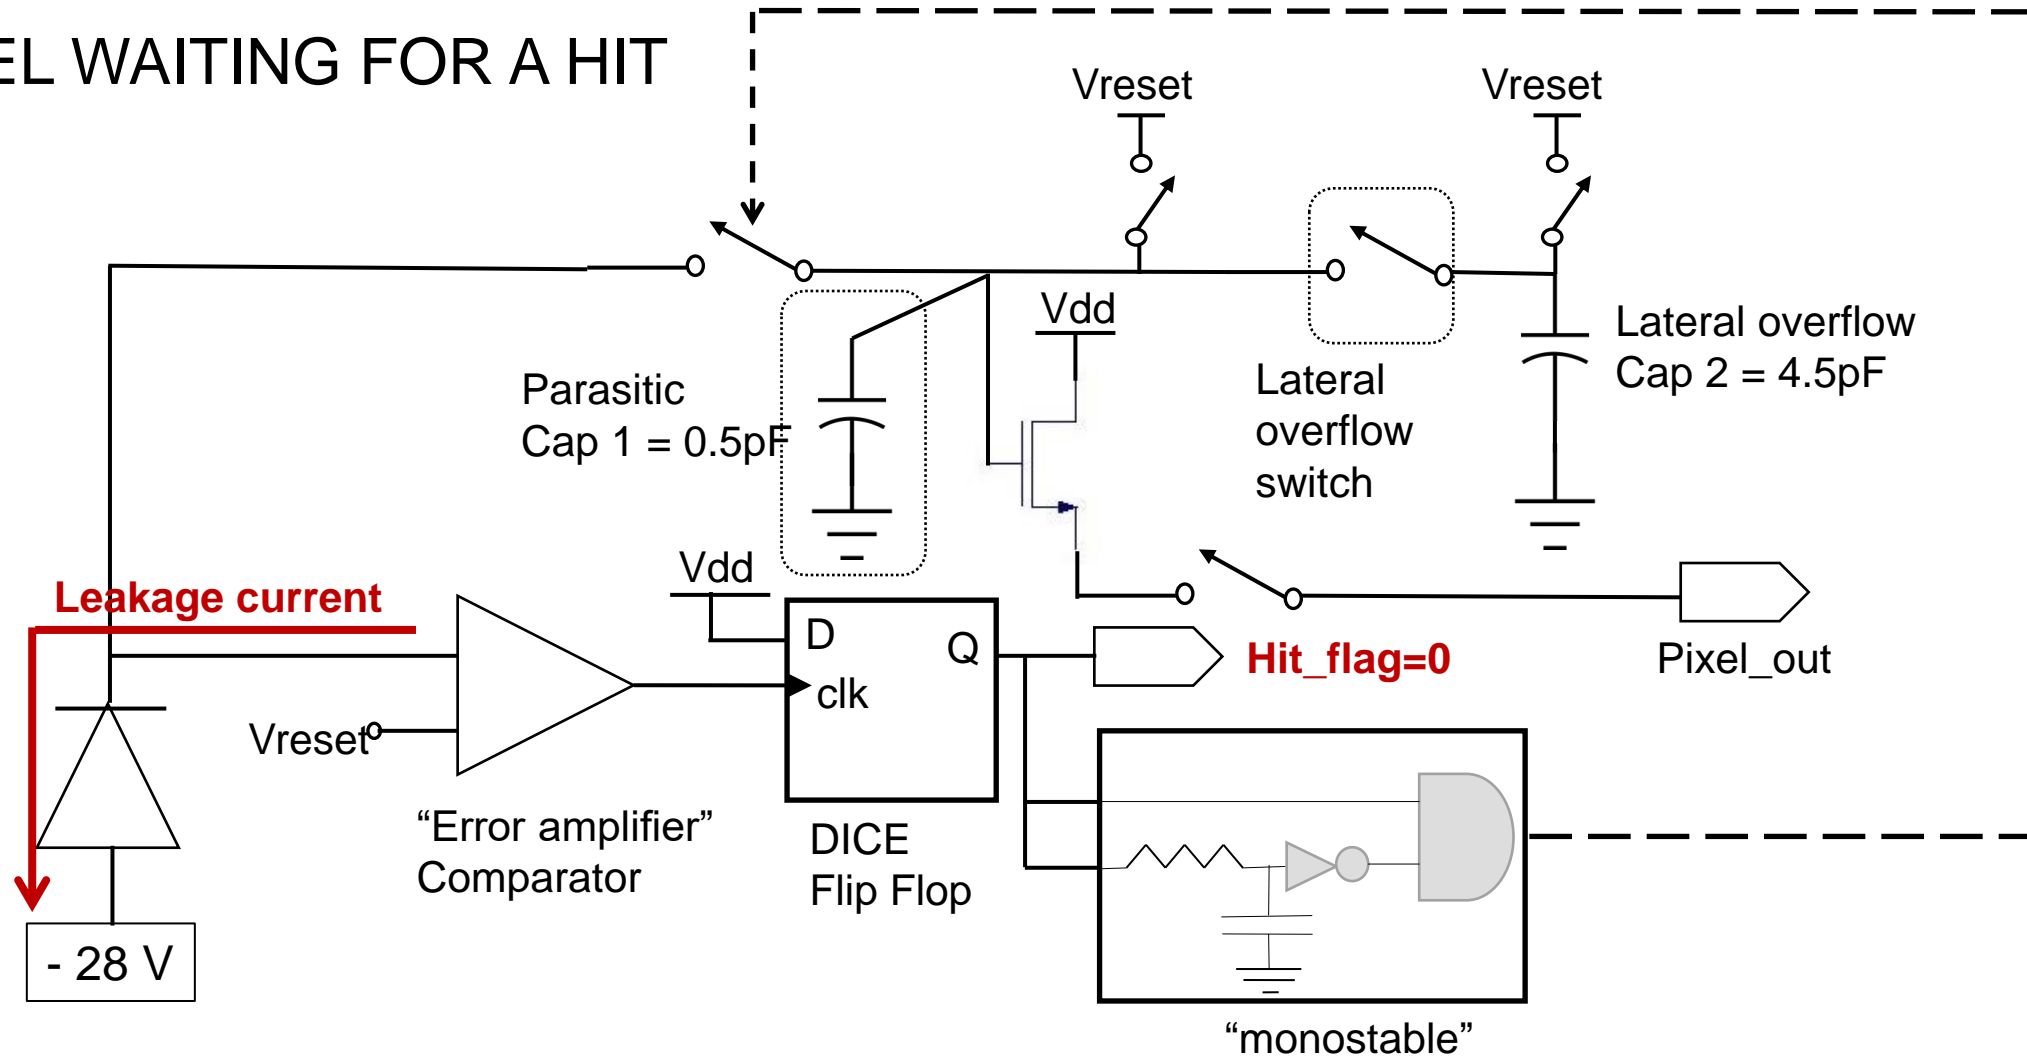 EL WAITING FOR A HIT
Vreset
Vreset
Vdd
Lateral overflow
Cap 2 = 4.5pF
Parasitic
Cap 1 = 0.5pF
Lateral
overflow
switch
Vdd
Leakage current
D
Q
clk
Hit_flag=0
Pixel_out
Vreset
“Error amplifier”
Comparator
DICE
Flip Flop
- 28 V
“monostable”